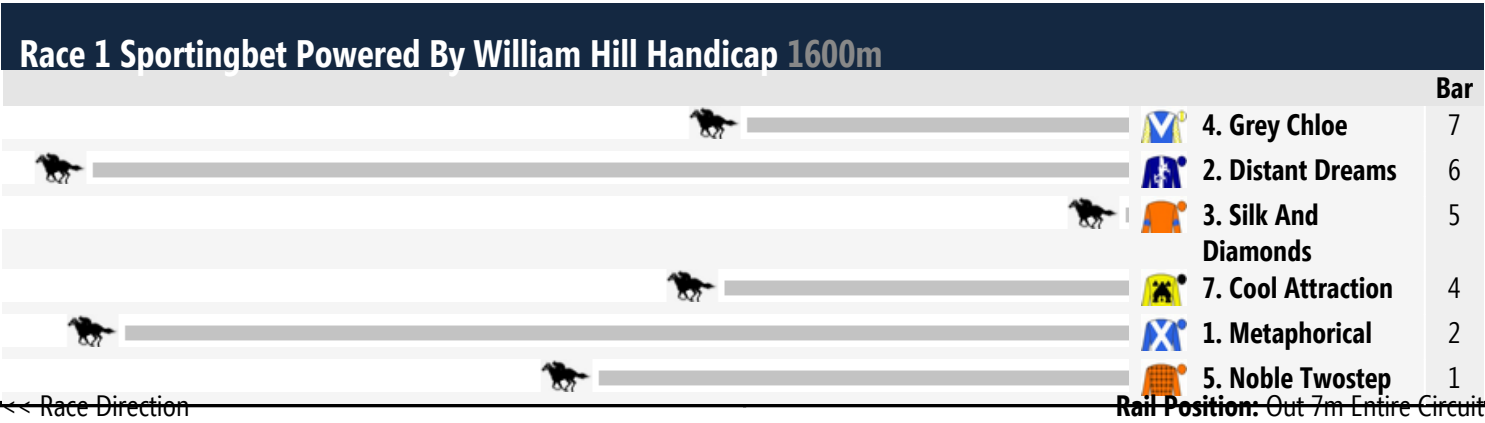 Race 1 Sportingbet Powered By William Hill Handicap 1600m
Bar
4. Grey Chloe 7
2. Distant Dreams 6
3. Silk And 5
Diamonds
7. Cool Attraction 4
1. Metaphorical 2
5. Noble Twostep 1
<< Race Direction Rail Position: Out 7m Entire Circuit